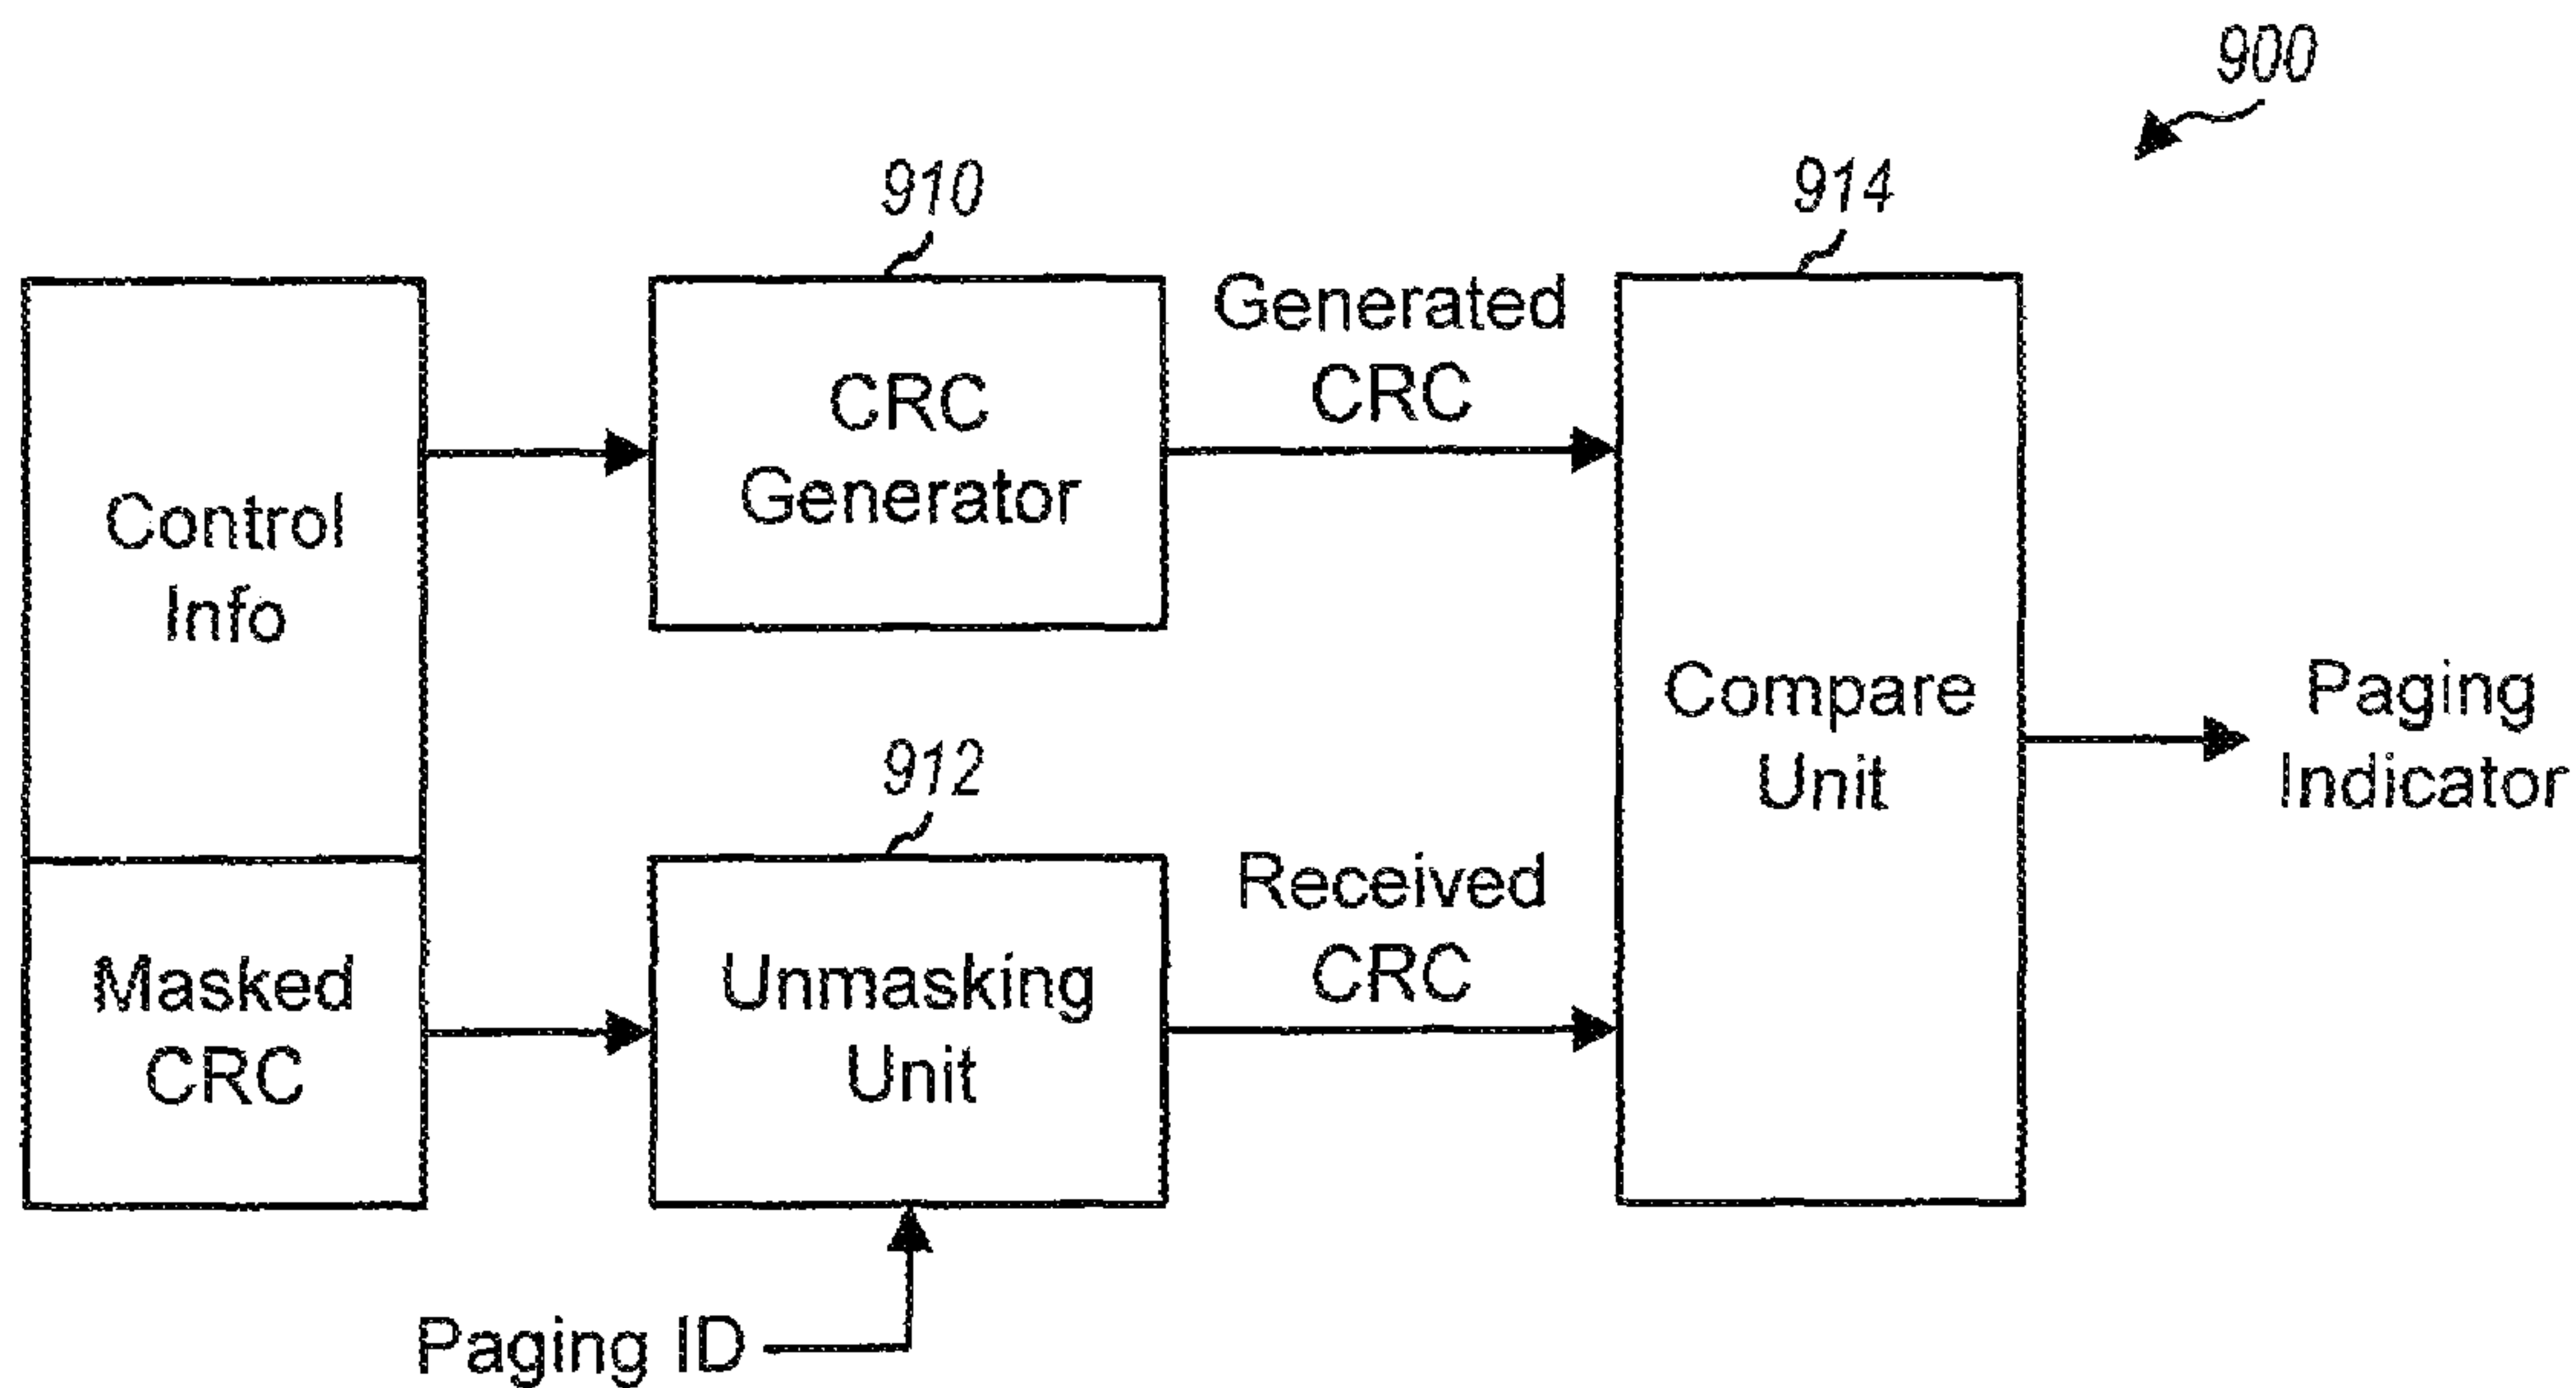 900
910
914
Generated
CRC
CRC
Generator
Control
Info
Compare
Unit
Paging
Indicator
912
Received
CRC
Masked
CRC
Unmasking
Unit
Paging ID